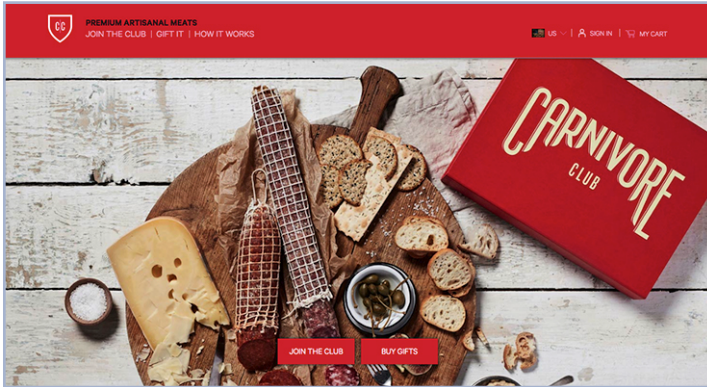 CC
PREMIUM ARTISANAL MEATS
JOIN THE CLUB | GIFT IT | HOW IT WORKS
US | SIGN IN | MY CART
CARNIVORE
CLUB
JOIN THE CLUB
BUY GIFTS